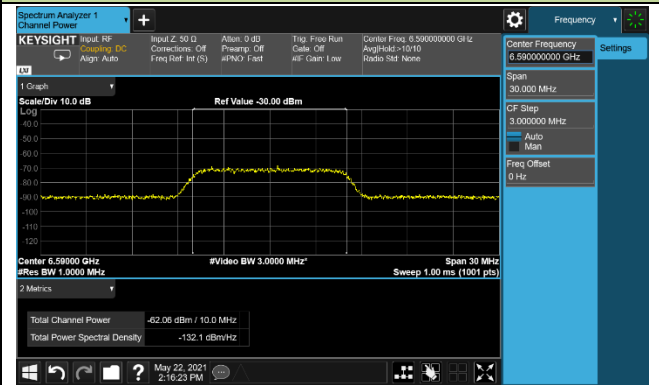 Spectrum Analyzer 1
Channel Power
Frequency
KEYSIGHT Input: RF
Coupling: DC
Align: Auto
Input Z: 50 Ω
Corrections: Off
Freq Ref: Int (S)
Atten: 0 dB
Preamp: Off
#PNO: Fast
Trig: Free Run
Gate: Off
#IF Gain: Low
Center Freq: 6.590000000 GHz
Avg|Hold:>10/10
Radio Std: None
LXI
Center Frequency
6.590000000 GHz
Settings
Span
30.000 MHz
CF Step
3.000000 MHz
Auto
Man
Freq Offset
0 Hz
1 Graph
Scale/Div 10.0 dB
Ref Value -30.00 dBm
Log
-40.0
-50.0
-60.0
-70.0
-80.0
-90.0
-100
-110
-120
Center 6.59000 GHz
#Video BW 3.0000 MHz*
Span 30 MHz
#Res BW 1.0000 MHz
Sweep 1.00 ms (1001 pts)
2 Metrics
Total Channel Power -62.06 dBm / 10.0 MHz
Total Power Spectral Density -132.1 dBm/Hz
?
May 22, 2021
2:16:23 PM